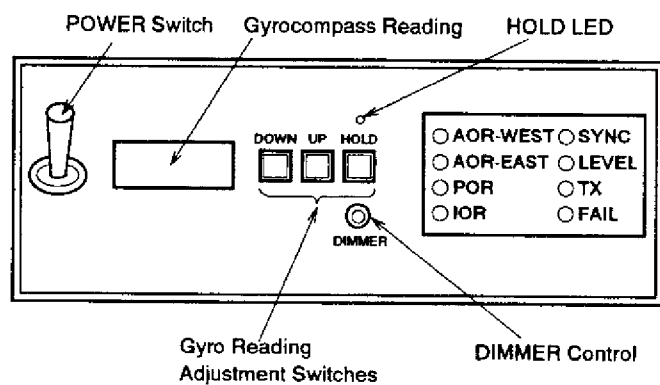 POWER Switch
Gyrocompass Reading
HOLD LED
DOWN UP HOLD
AOR-WEST SYNC
AOR-EAST LEVEL
POR TX
IOR FAIL
DIMMER
Gyro Reading
Adjustment Switches
DIMMER Control